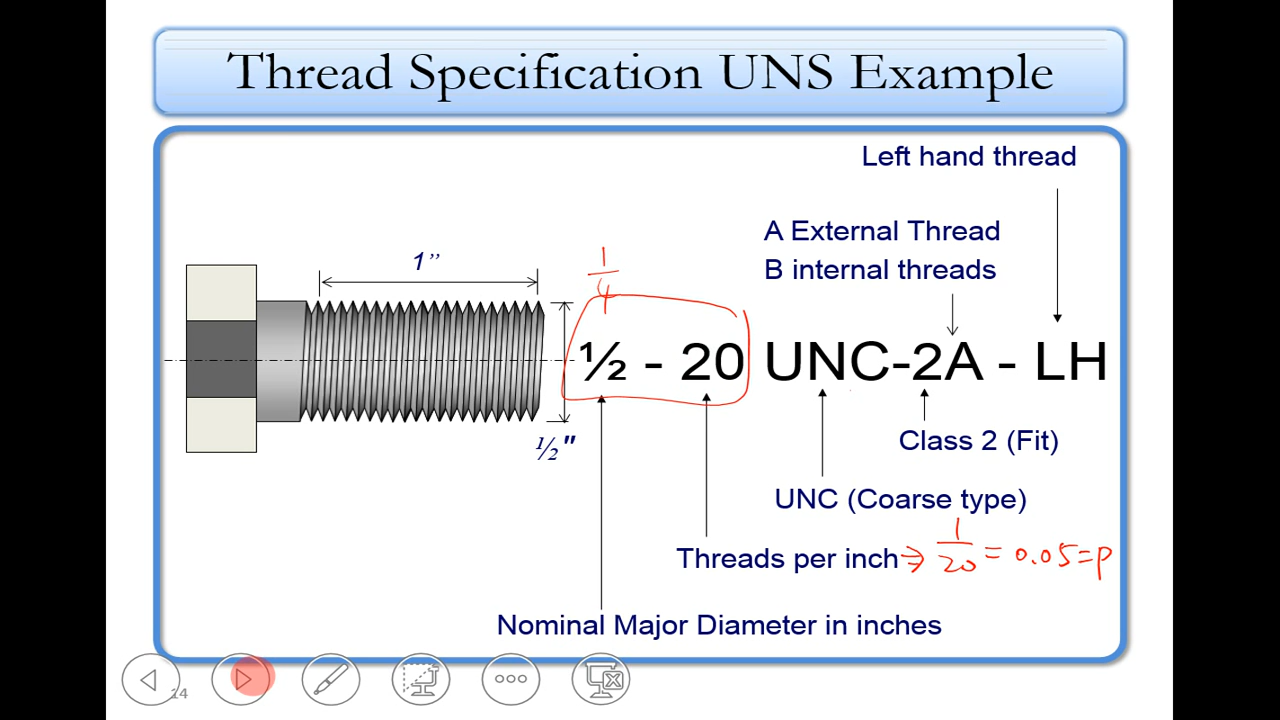 Thread Specification UNS Example
Left hand thread
A External Thread
B internal threads
1”
1/4
½ - 20 UNC-2A - LH
½"
Class 2 (Fit)
UNC (Coarse type)
Threads per inch ⇒ 1/20 = 0.05 = p
Nominal Major Diameter in inches
14